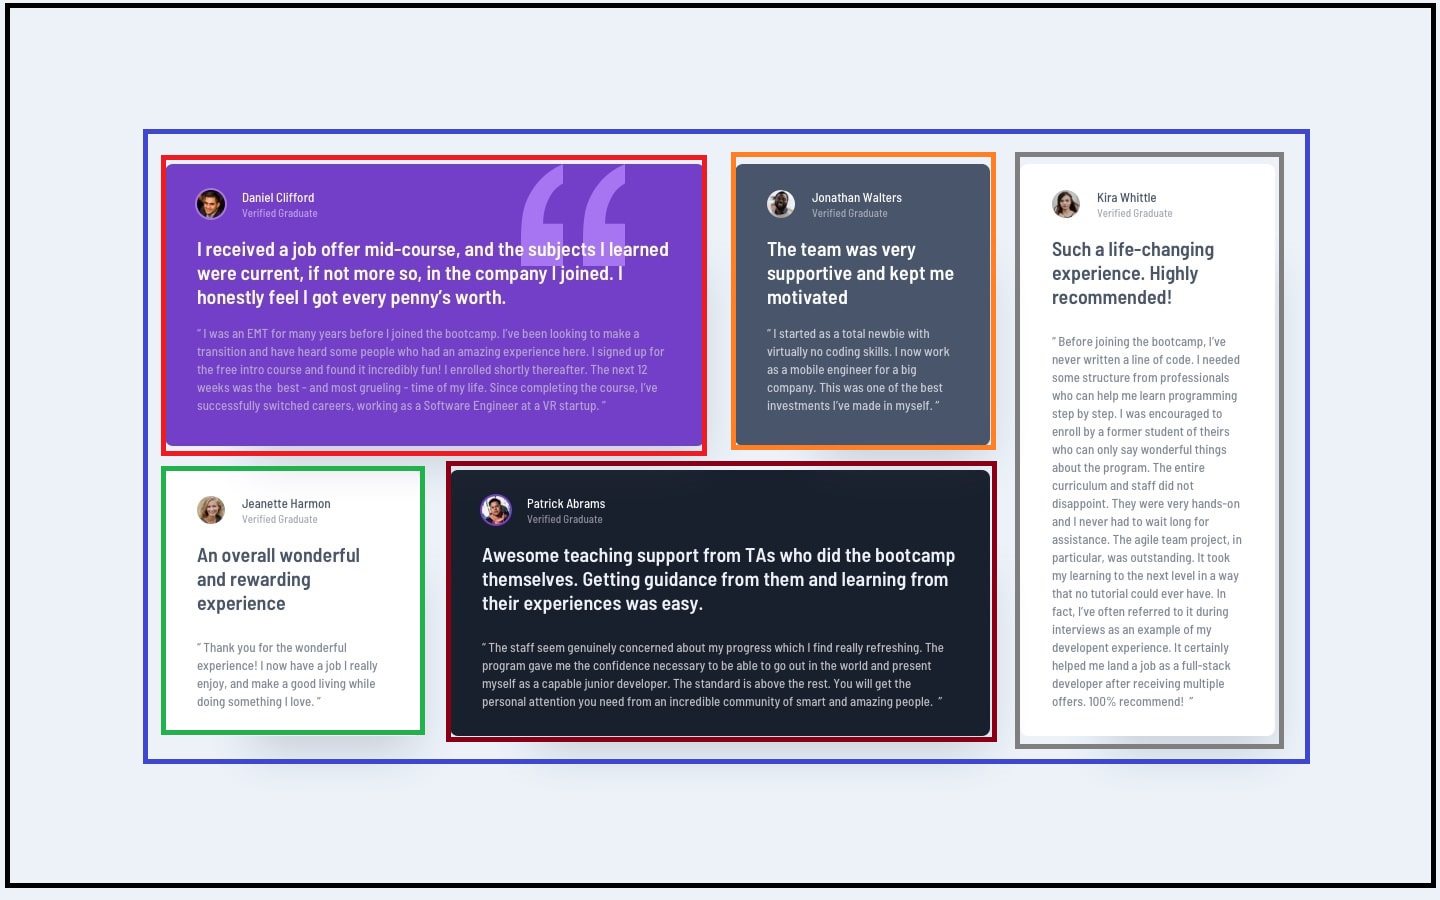 Daniel Clifford
Verified Graduate
I received a job offer mid-course, and the subjects I learned
were current, if not more so, in the company I joined. I
honestly feel I got every penny’s worth.
“ I was an EMT for many years before I joined the bootcamp. I’ve been looking to make a
transition and have heard some people who had an amazing experience here. I signed up for
the free intro course and found it incredibly fun! I enrolled shortly thereafter. The next 12
weeks was the best - and most grueling - time of my life. Since completing the course, I’ve
successfully switched careers, working as a Software Engineer at a VR startup. ”
Jonathan Walters
Verified Graduate
The team was very
supportive and kept me
motivated
“ I started as a total newbie with
virtually no coding skills. I now work
as a mobile engineer for a big
company. This was one of the best
investments I’ve made in myself. ”
Kira Whittle
Verified Graduate
Such a life-changing
experience. Highly
recommended!
“ Before joining the bootcamp, I’ve
never written a line of code. I needed
some structure from professionals
who can help me learn programming
step by step. I was encouraged to
enroll by a former student of theirs
who can only say wonderful things
about the program. The entire
curriculum and staff did not
disappoint. They were very hands-on
and I never had to wait long for
assistance. The agile team project, in
particular, was outstanding. It took
my learning to the next level in a way
that no tutorial could ever have. In
fact, I’ve often referred to it during
interviews as an example of my
developent experience. It certainly
helped me land a job as a full-stack
developer after receiving multiple
offers. 100% recommend! ”
Jeanette Harmon
Verified Graduate
An overall wonderful
and rewarding
experience
“ Thank you for the wonderful
experience! I now have a job I really
enjoy, and make a good living while
doing something I love. ”
Patrick Abrams
Verified Graduate
Awesome teaching support from TAs who did the bootcamp
themselves. Getting guidance from them and learning from
their experiences was easy.
“ The staff seem genuinely concerned about my progress which I find really refreshing. The
program gave me the confidence necessary to be able to go out in the world and present
myself as a capable junior developer. The standard is above the rest. You will get the
personal attention you need from an incredible community of smart and amazing people. ”